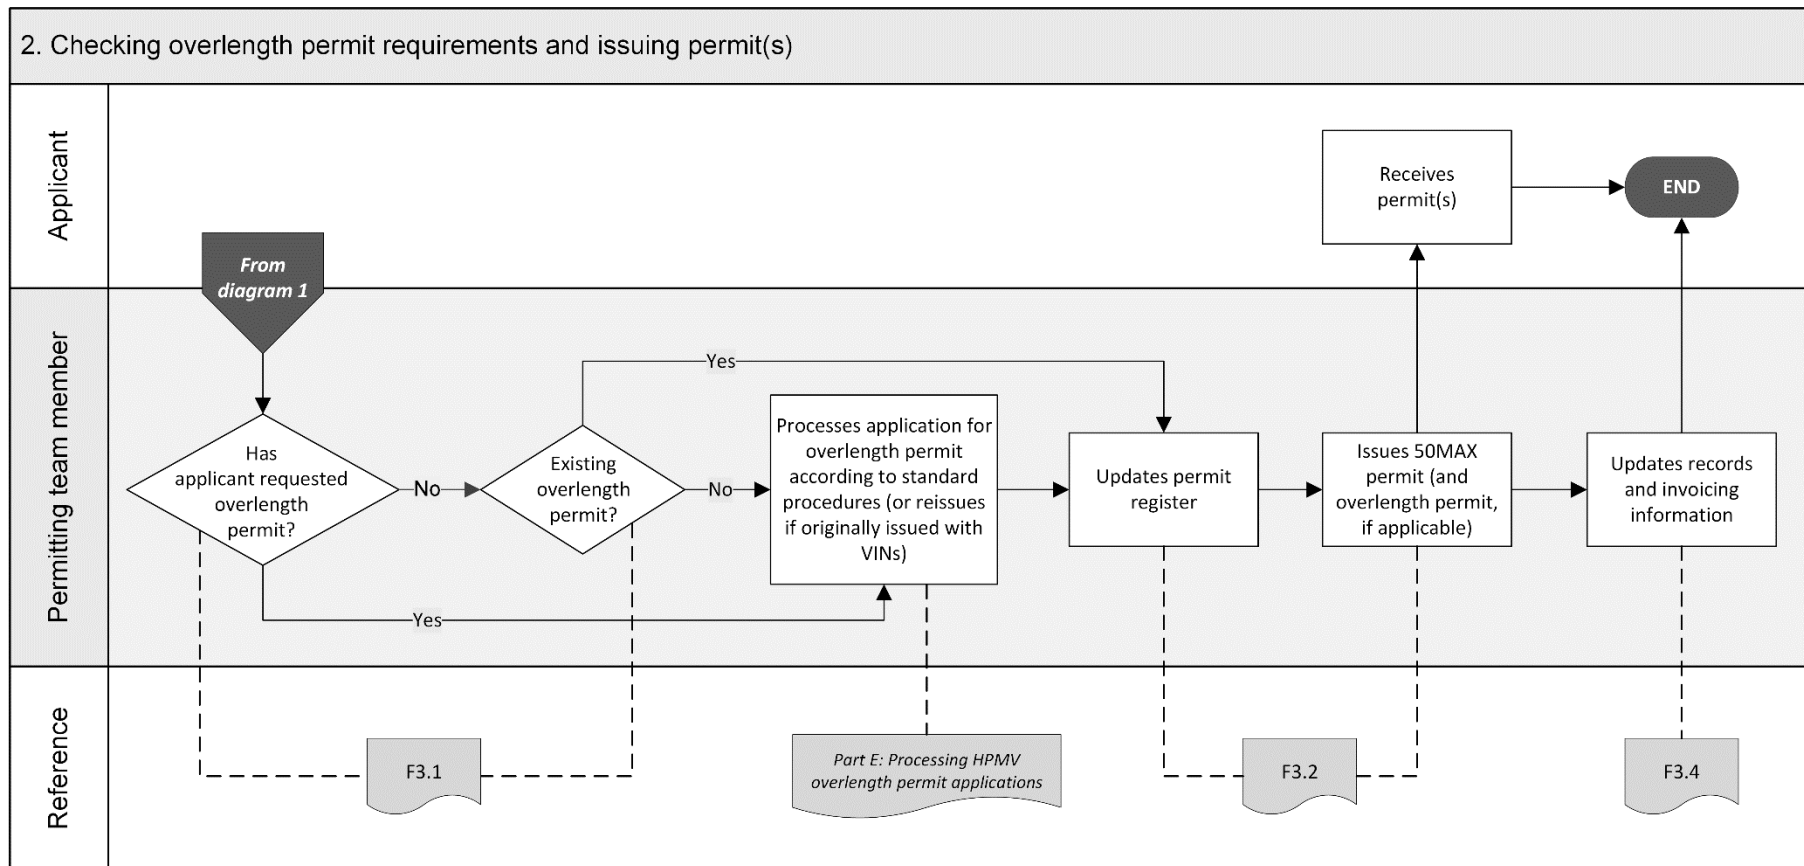 2. Checking overlength permit requirements and issuing permit(s)
Applicant
Receives
permit(s)
END
From
diagram 1
Permitting team member
Yes
Has
applicant requested
overlength
permit?
No
Existing
overlength
permit?
No
Processes application for
overlength permit
according to standard
procedures (or reissues
if originally issued with
VINs)
Updates permit
register
Issues 50MAX
permit (and
overlength permit,
if applicable)
Updates records
and invoicing
information
Yes
Reference
F3.1
Part E: Processing HPMV
overlength permit applications
F3.2
F3.4